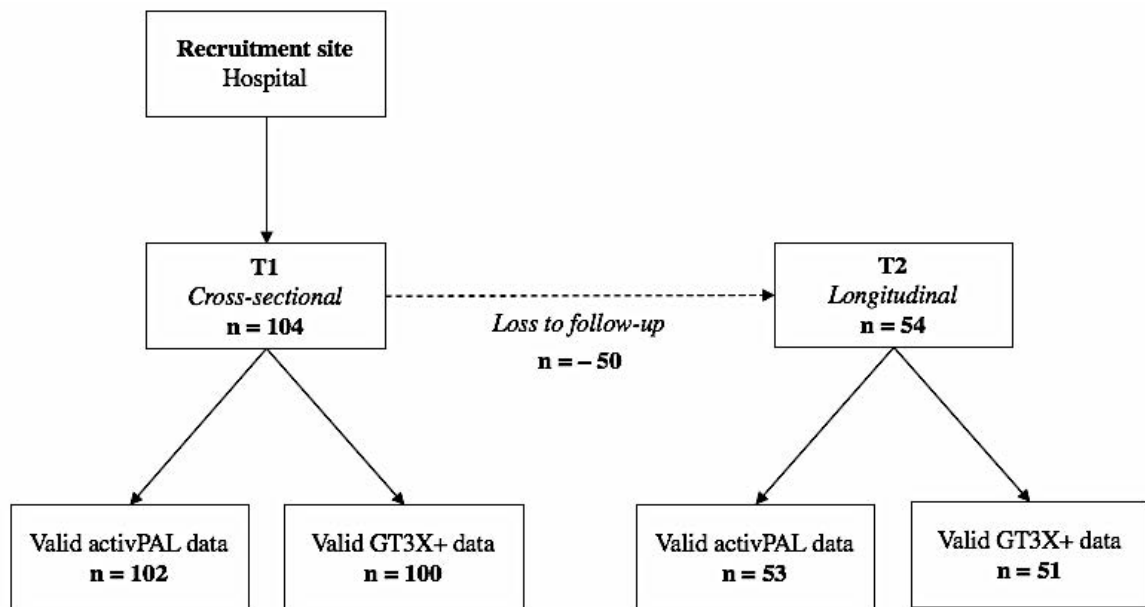 Recruitment site
Hospital
T1
Cross-sectional
n = 104
Loss to follow-up
n = – 50
T2
Longitudinal
n = 54
Valid activPAL data
n = 102
Valid GT3X+ data
n = 100
Valid activPAL data
n = 53
Valid GT3X+ data
n = 51